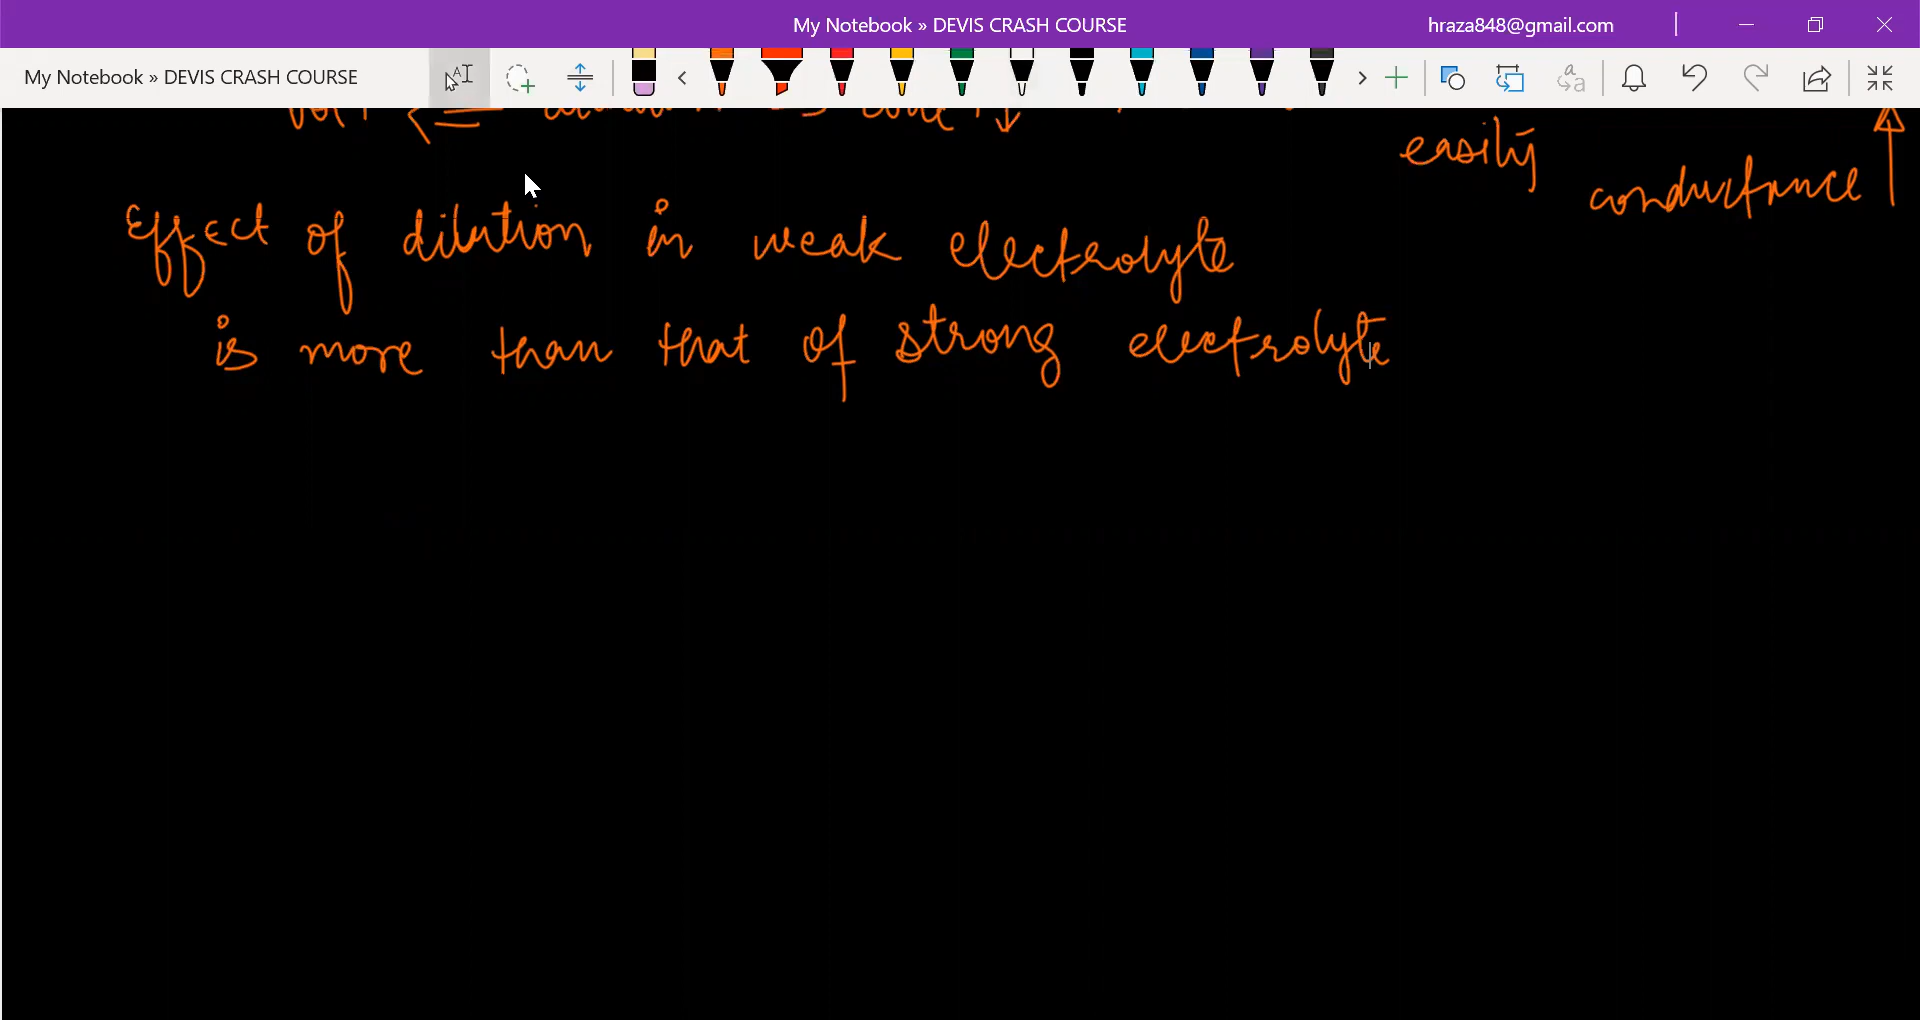 My Notebook » DEVIS CRASH COURSE
hraza848@gmail.com
My Notebook » DEVIS CRASH COURSE
easily
conductance ↑
Effect of dilution in weak electrolyte
is more than that of strong electrolyte